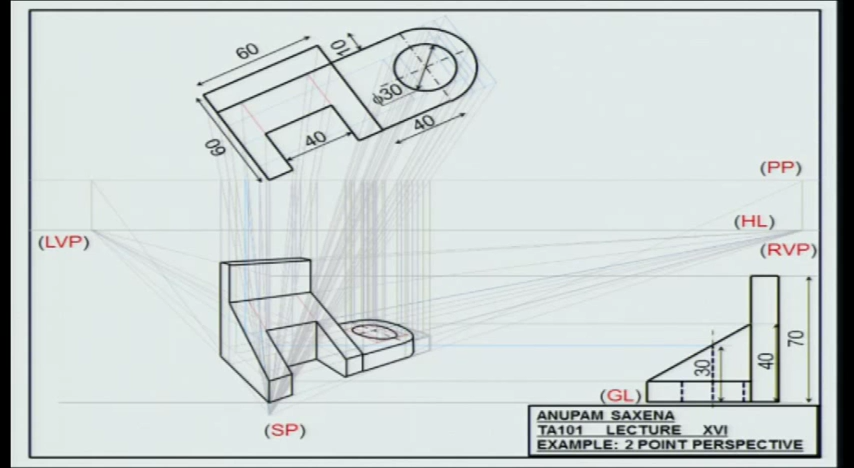 60
10
ϕ30
60
40
40
(PP)
(HL)
(LVP)
(RVP)
70
40
30
(GL)
(SP)
ANUPAM SAXENA
TA101 LECTURE XVI
EXAMPLE: 2 POINT PERSPECTIVE